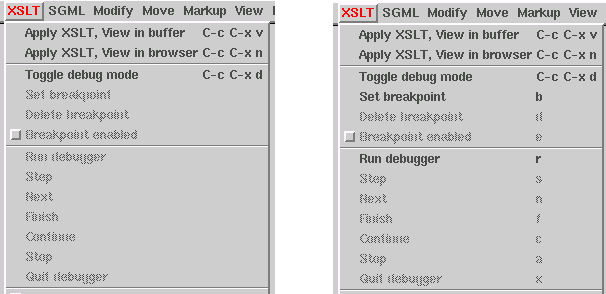 XSLT SGML Modify Move Markup View
Apply XSLT, View in buffer C-c C-x v
Apply XSLT, View in browser C-c C-x n
Toggle debug mode C-c C-x d
Set breakpoint
Delete breakpoint
Breakpoint enabled
Run debugger
Step
Next
Finish
Continue
Stop
Quit debugger
XSLT SGML Modify Move Markup View
Apply XSLT, View in buffer C-c C-x v
Apply XSLT, View in browser C-c C-x n
Toggle debug mode C-c C-x d
Set breakpoint b
Delete breakpoint d
Breakpoint enabled e
Run debugger r
Step s
Next n
Finish f
Continue c
Stop a
Quit debugger x